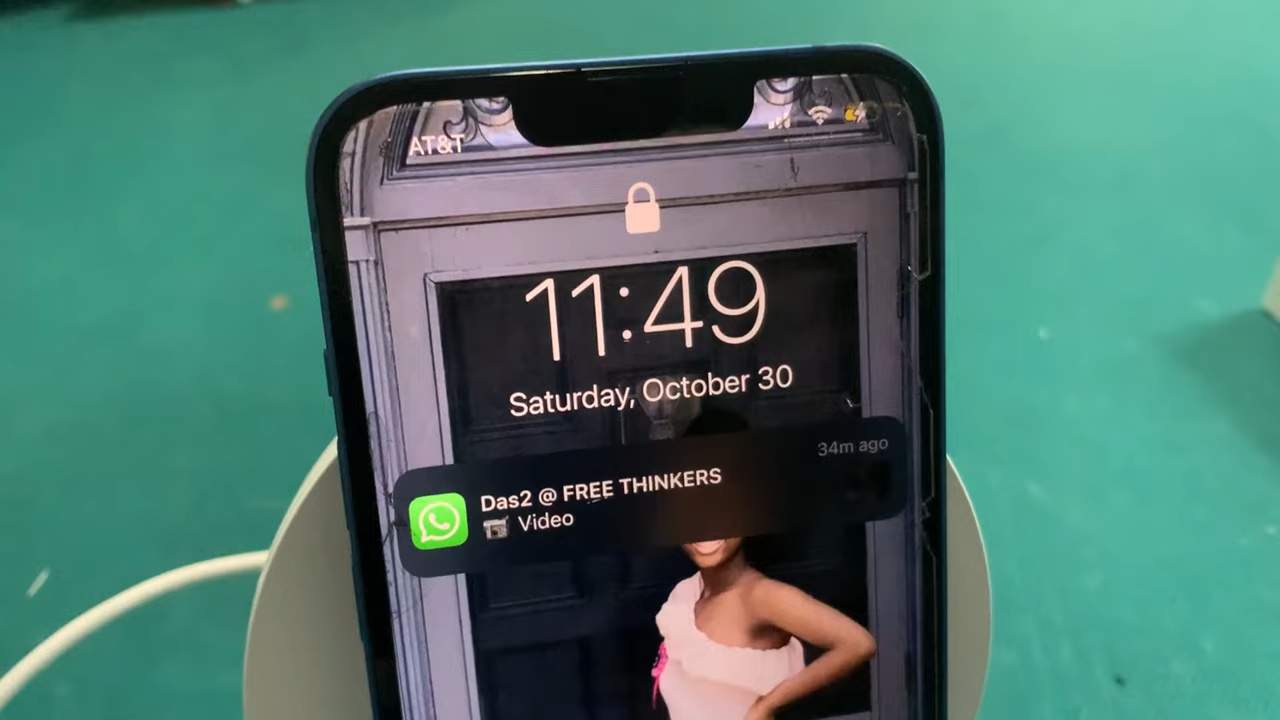 AT&T
11:49
Saturday, October 30
34m ago
Das2 @ FREE THINKERS
Video